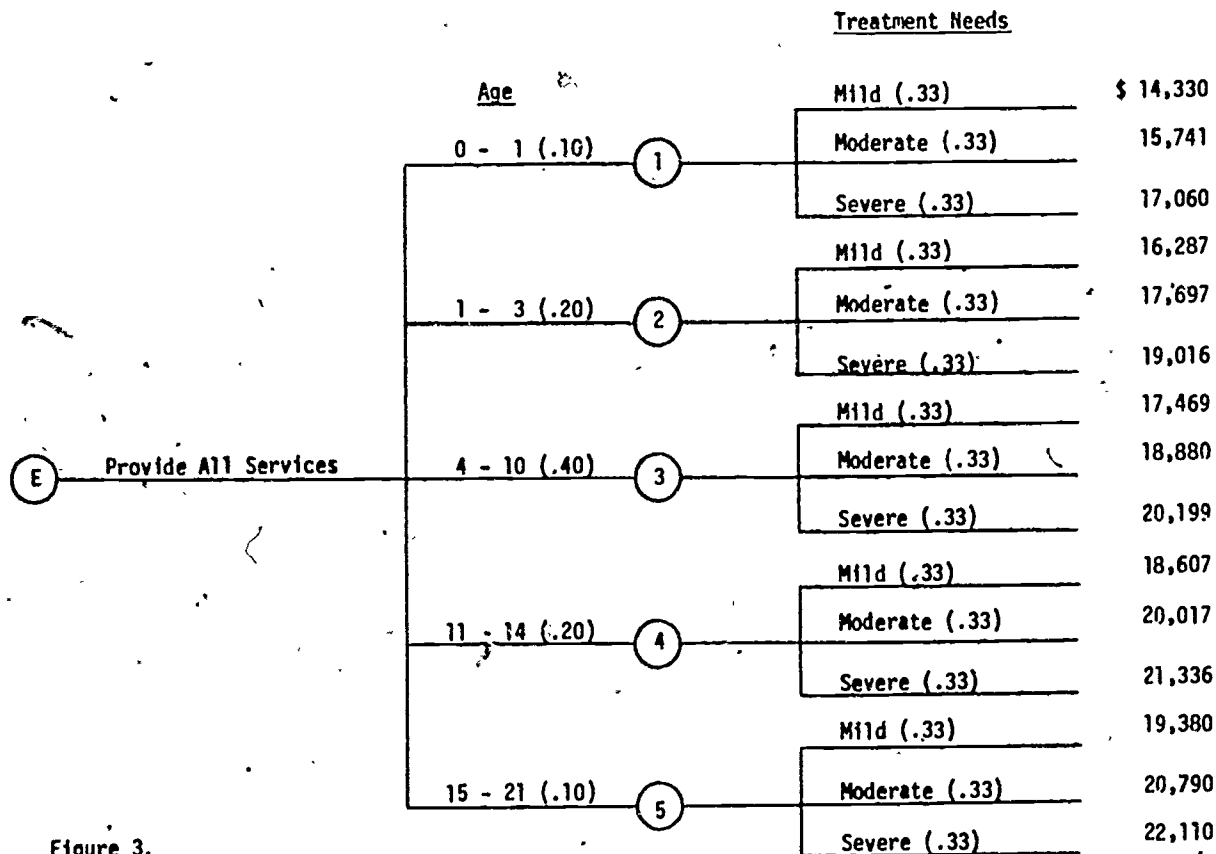 Treatment Needs
Age
Mild (.33) $ 14,330
0 - 1 (.10) 1 Moderate (.33) 15,741
Severe (.33) 17,060
Mild (.33) 16,287
1 - 3 (.20) 2 Moderate (.33) 17,697
Severe (.33) 19,016
Mild (.33) 17,469
E Provide All Services 4 - 10 (.40) 3 Moderate (.33) 18,880
Severe (.33) 20,199
Mild (.33) 18,607
11 - 14 (.20) 4 Moderate (.33) 20,017
Severe (.33) 21,336
Mild (.33) 19,380
15 - 21 (.10) 5 Moderate (.33) 20,790
Severe (.33) 22,110
Figure 3.